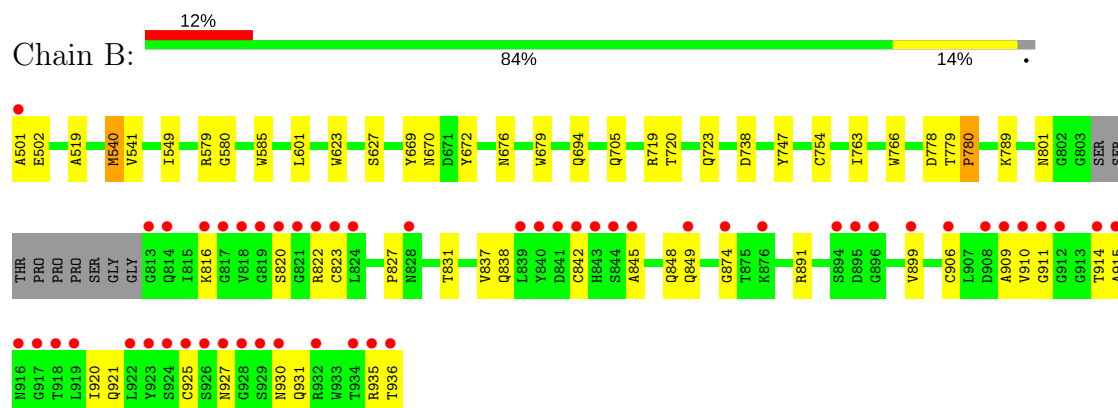 12%
Chain B:
84% 14% •
A501 E502 A519 M540 V541 I549 R579 G580 W585 L601 W623 S627 Y669 N670 D671 Y672 N676 W679 Q694 Q705 R719 T720 Q723 D738 Y747 C754 I763 W766 D778 T779 P780 K789 N801 G802 G803 SER SER
THR PRO PRO PRO SER GLY GLY G813 Q814 I815 K816 G817 V818 G819 S820 G821 R822 C823 L824 P827 N828 T831 V837 Q838 L839 Y840 D841 C842 H843 S844 A845 Q848 Q849 G874 T875 K876 R891 S894 D895 G896 V899 C906 L907 D908 A909 V910 G911 G912 G913 T914 A915
N916 G917 T918 L919 I920 Q921 L922 Y923 S924 C925 S926 N927 G928 S929 N930 Q931 R932 W933 T934 R935 T936